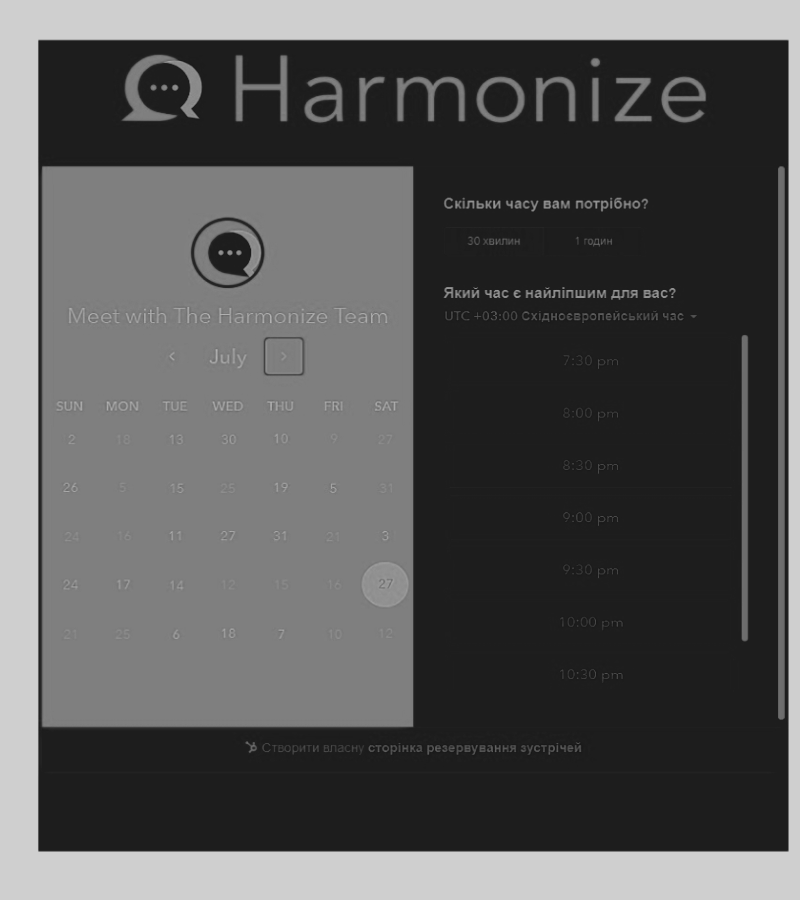 Harmonize
Meet with The Harmonize Team
July
SUN MON TUE WED THU FRI SAT
2 18 13 30 10 9 27
26 5 15 25 19 5 31
24 16 11 27 31 21 3
24 17 14 12 15 16 27
21 25 6 18 7 10 12
Скільки часу вам потрібно?
30 хвилин 1 годин
Який час є найліпшим для вас?
UTC +03:00 Східноєвропейський час
7:30 pm
8:00 pm
8:30 pm
9:00 pm
9:30 pm
10:00 pm
10:30 pm
Створити власну сторінка резервування зустрічей